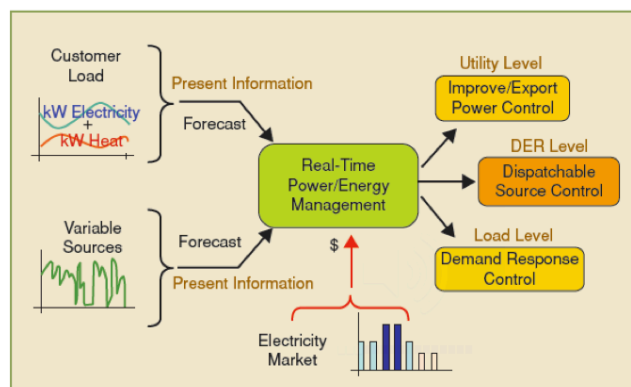 Customer
Load
kW Electricity
+
kW Heat
Present Information
Forecast
Variable
Sources
Forecast
Present Information
Real-Time
Power/Energy
Management
$
Electricity
Market
Utility Level
Improve/Export
Power Control
DER Level
Dispatchable
Source Control
Load Level
Demand Response
Control